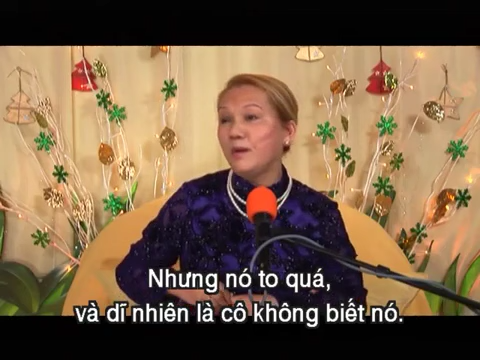 Nhưng nó to quá,
và dĩ nhiên là cô không biết nó.